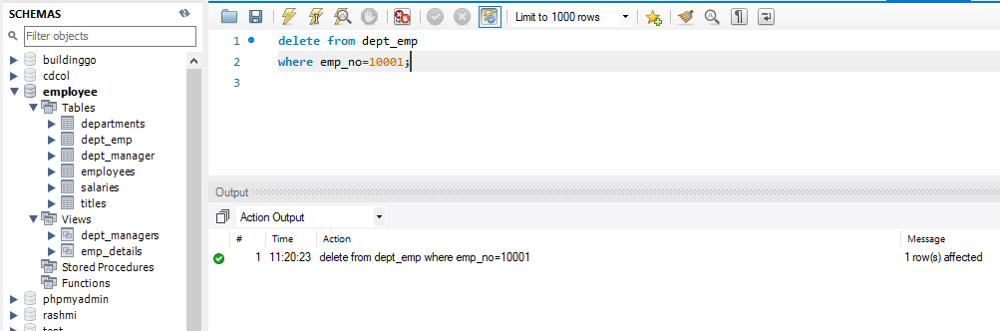 SCHEMAS
Filter objects
buildinggo
cdcol
employee
Tables
departments
dept_emp
dept_manager
employees
salaries
titles
Views
dept_managers
emp_details
Stored Procedures
Functions
phpmyadmin
rashmi
test
Limit to 1000 rows
1 delete from dept_emp
2 where emp_no=10001;
3
Output
Action Output
# Time Action Message
1 11:20:23 delete from dept_emp where emp_no=10001 1 row(s) affected